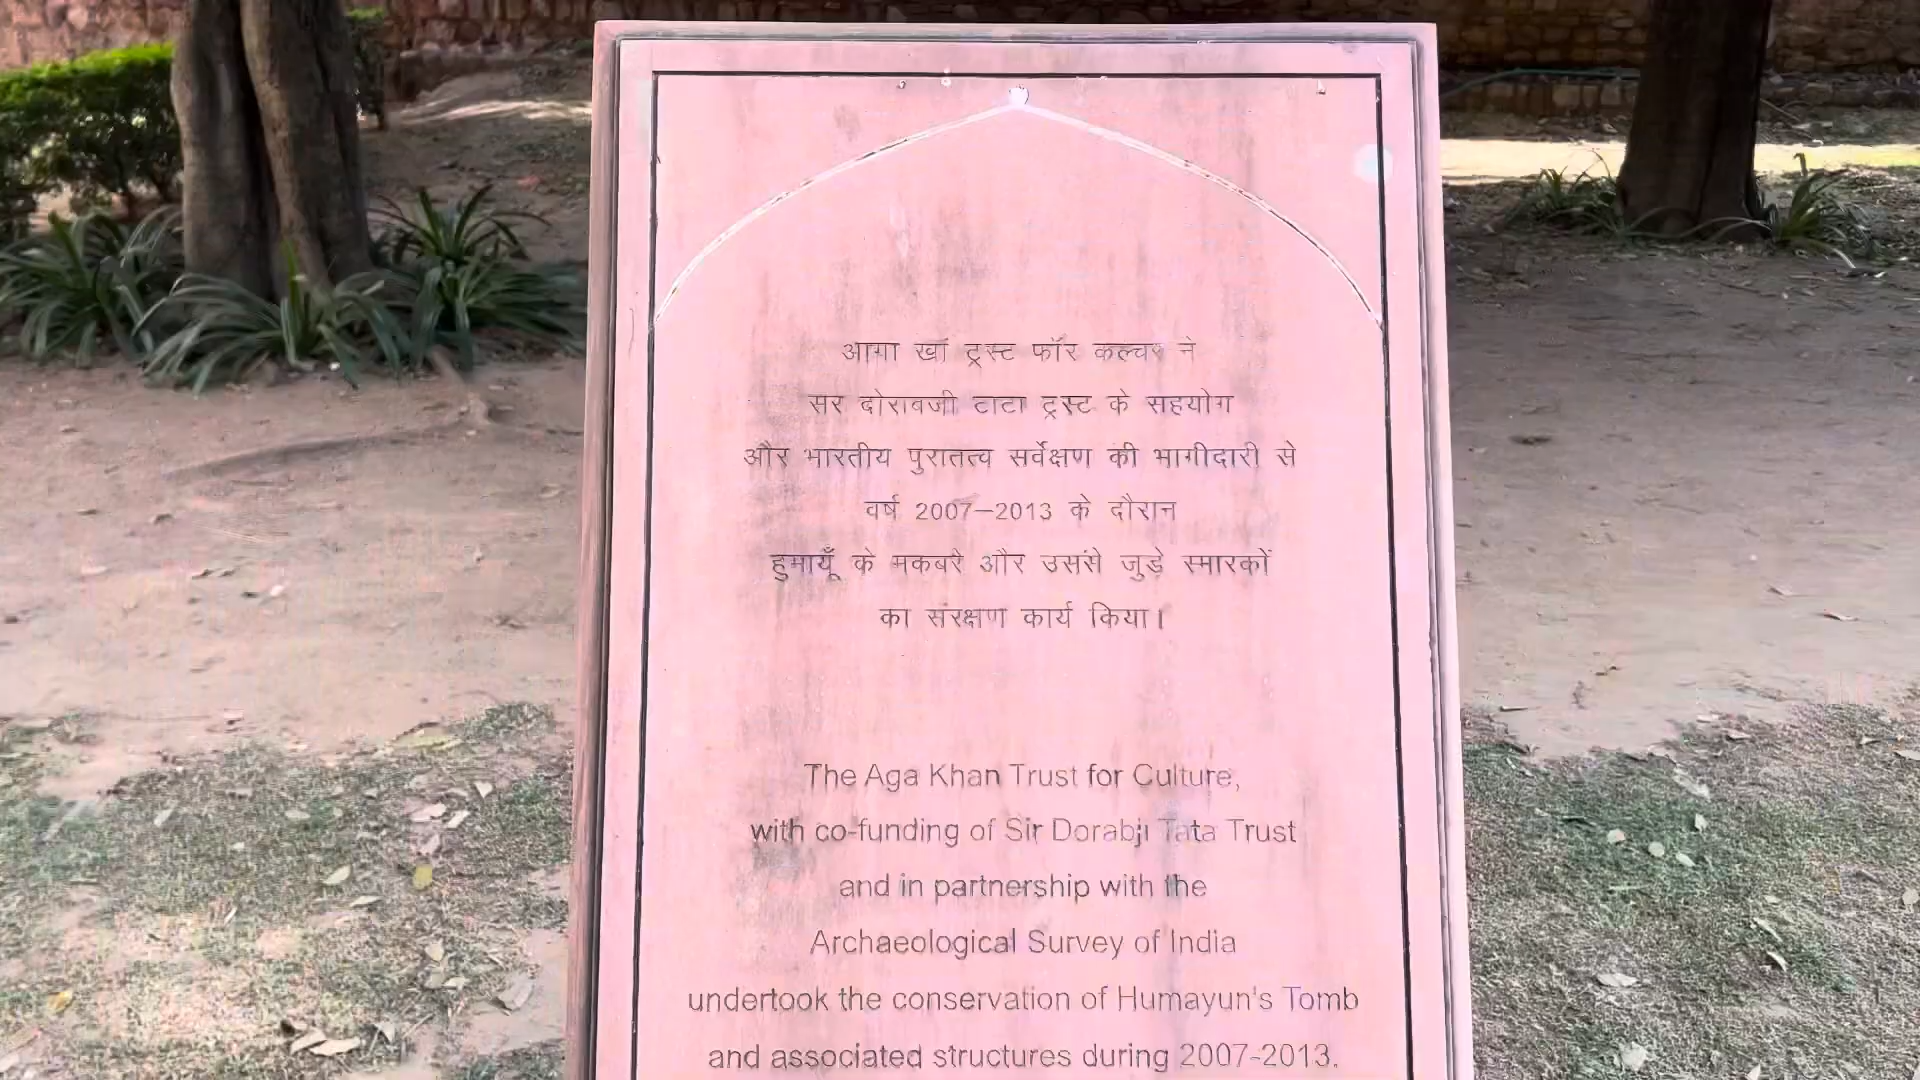 आगा खाँ ट्रस्ट फॉर कल्चर ने
सर दोराबजी टाटा ट्रस्ट के सहयोग
और भारतीय पुरातत्व सर्वेक्षण की भागीदारी से
वर्ष 2007–2013 के दौरान
हुमायूँ के मकबरे और उससे जुड़े स्मारकों
का संरक्षण कार्य किया।
The Aga Khan Trust for Culture,
with co-funding of Sir Dorabji Tata Trust
and in partnership with the
Archaeological Survey of India
undertook the conservation of Humayun's Tomb
and associated structures during 2007-2013.